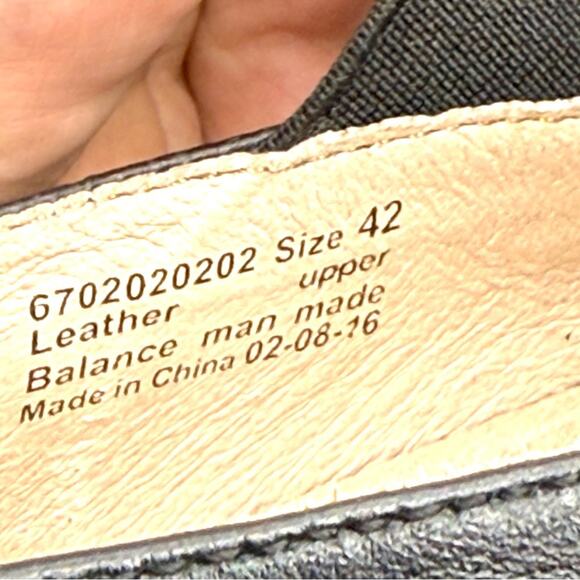 6702020202 Size 42
Leather upper
Balance man made
Made in China 02-08-16